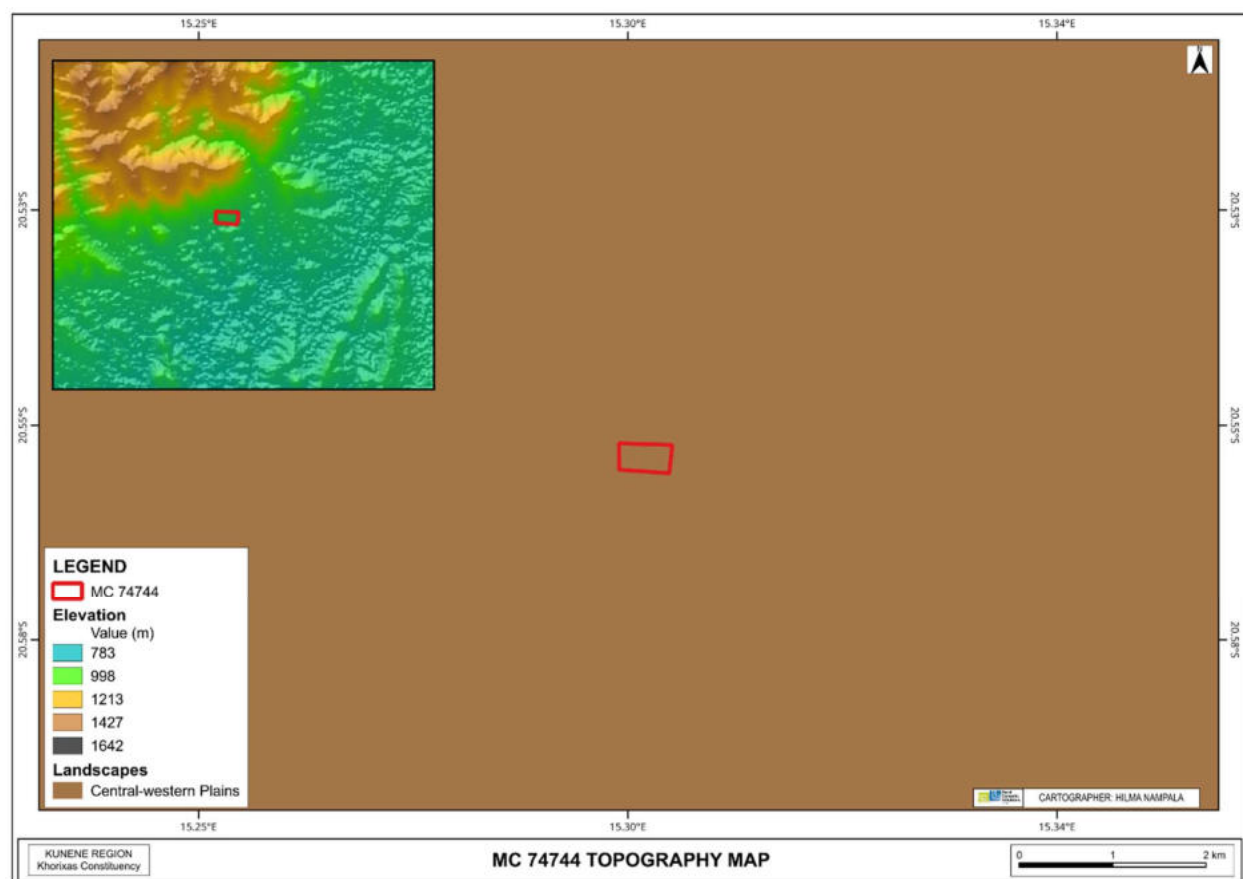 15.25°E
15.30°E
15.34°E
N
20.53°S
20.53°S
20.55°S
20.55°S
20.58°S
20.58°S
LEGEND
MC 74744
Elevation
Value (m)
783
998
1213
1427
1642
Landscapes
Central-western Plains
CARTOGRAPHER: HILMA NAMPALA
15.25°E
15.30°E
15.34°E
KUNENE REGION
Khorixas Constituency
MC 74744 TOPOGRAPHY MAP
0 1 2 km